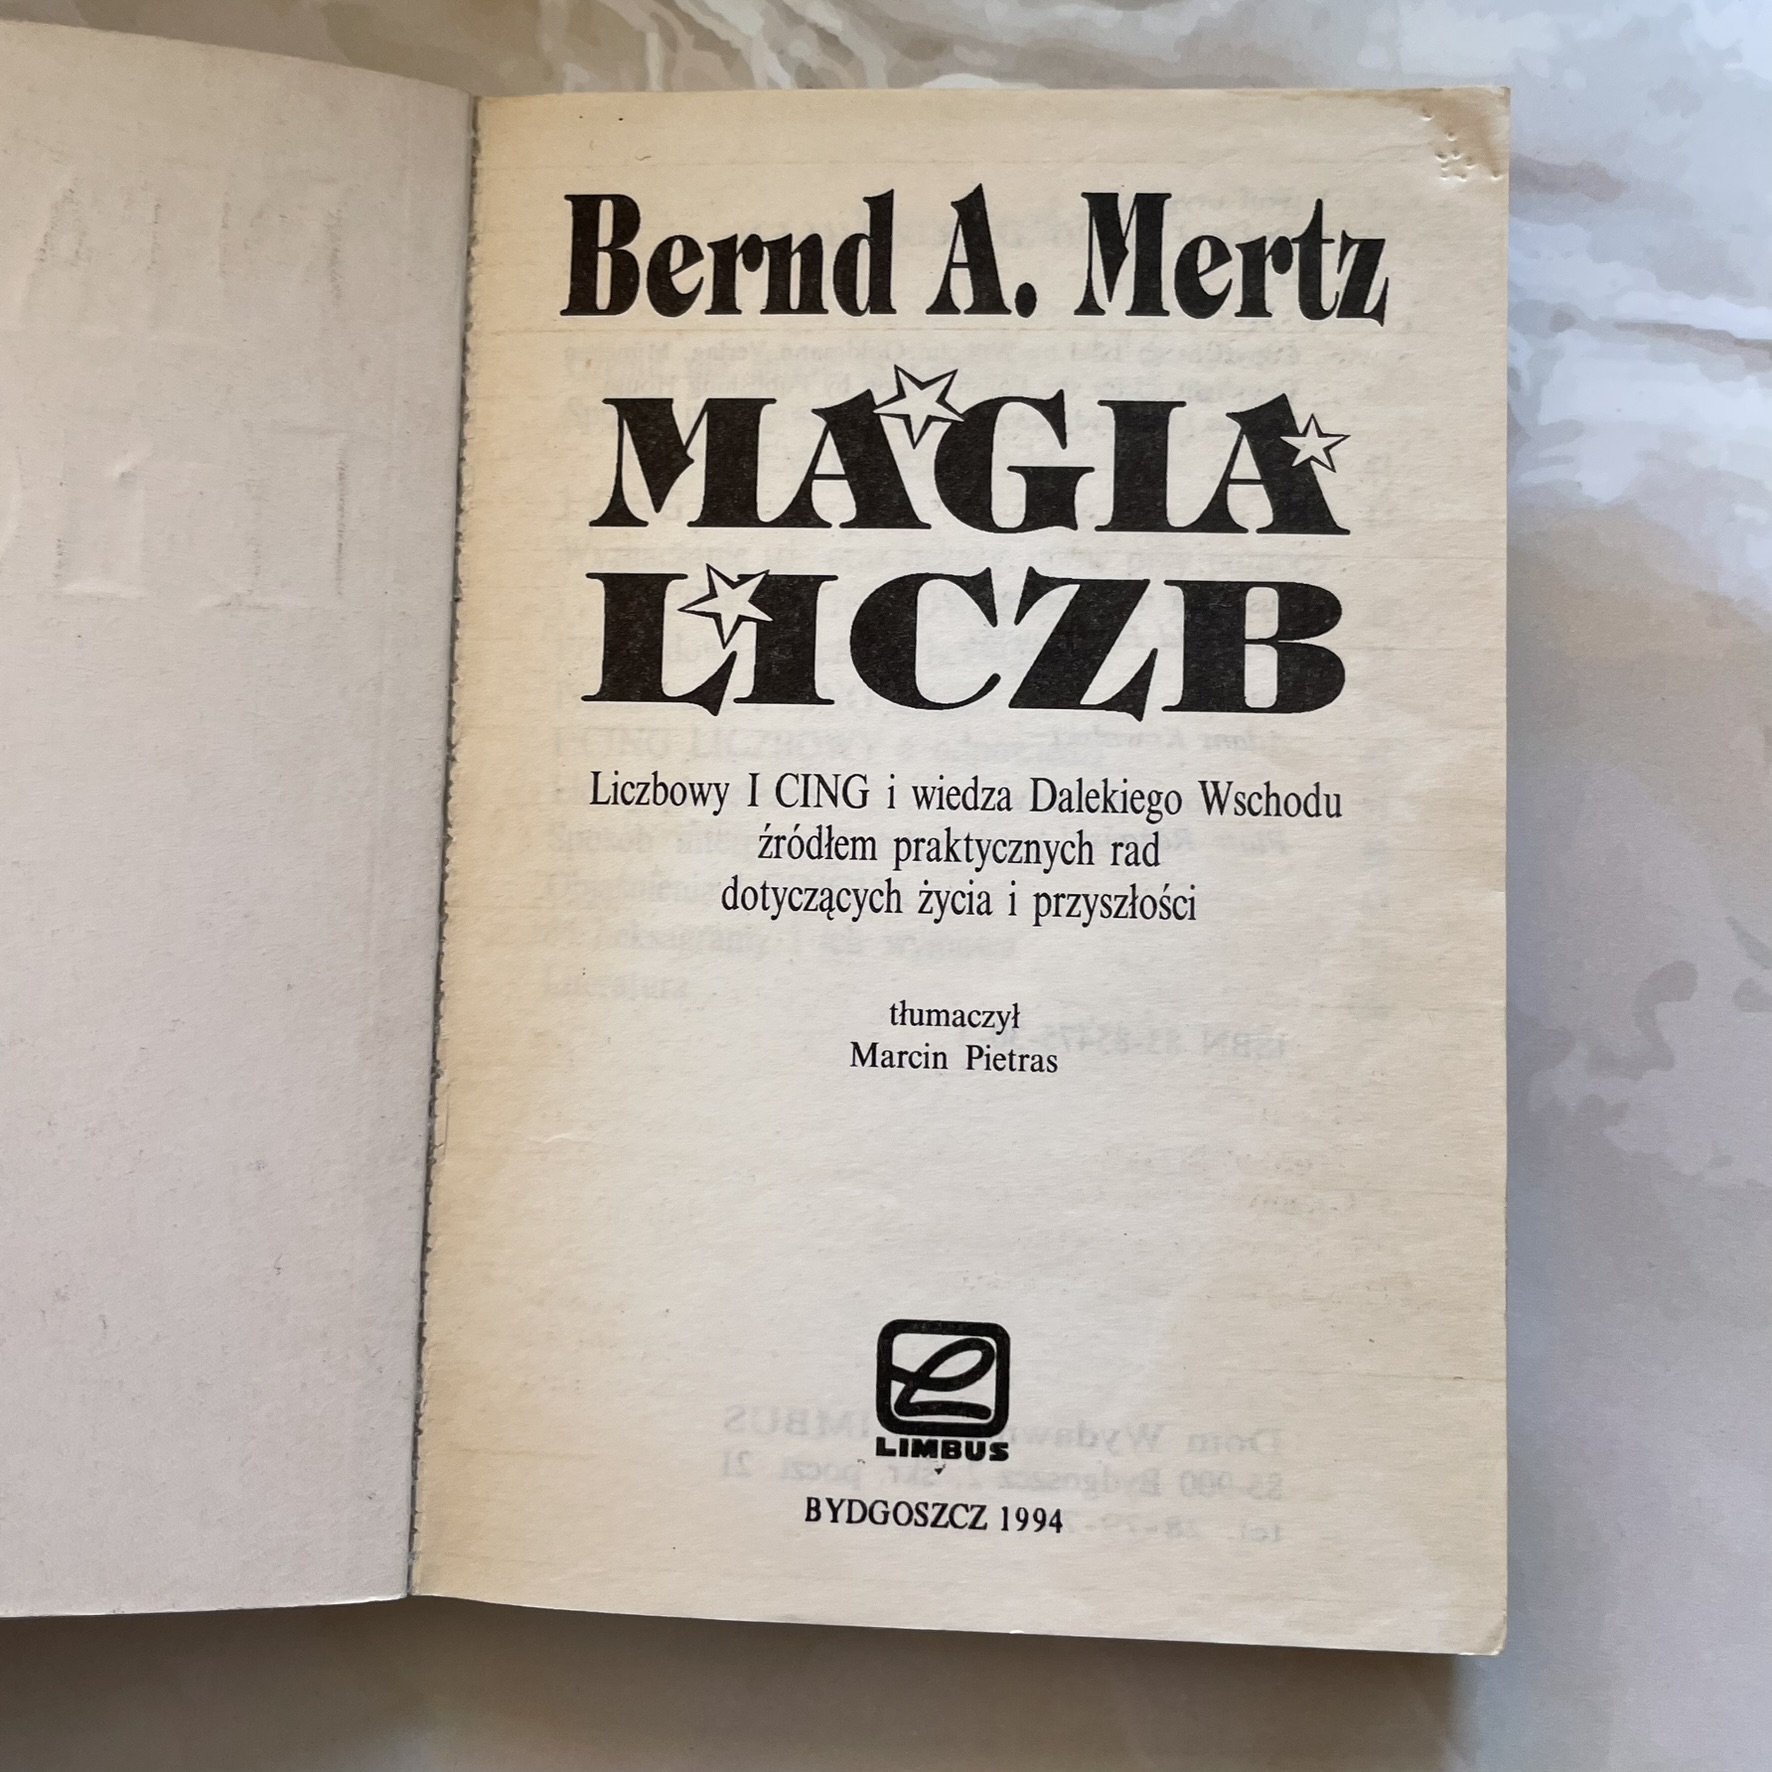 Bernd A. Mertz
MAGIA
LICZB
Liczbowy I CING i wiedza Dalekiego Wschodu
źródłem praktycznych rad
dotyczących życia i przyszłości
tłumaczył
Marcin Pietras
LIMBUS
BYDGOSZCZ 1994